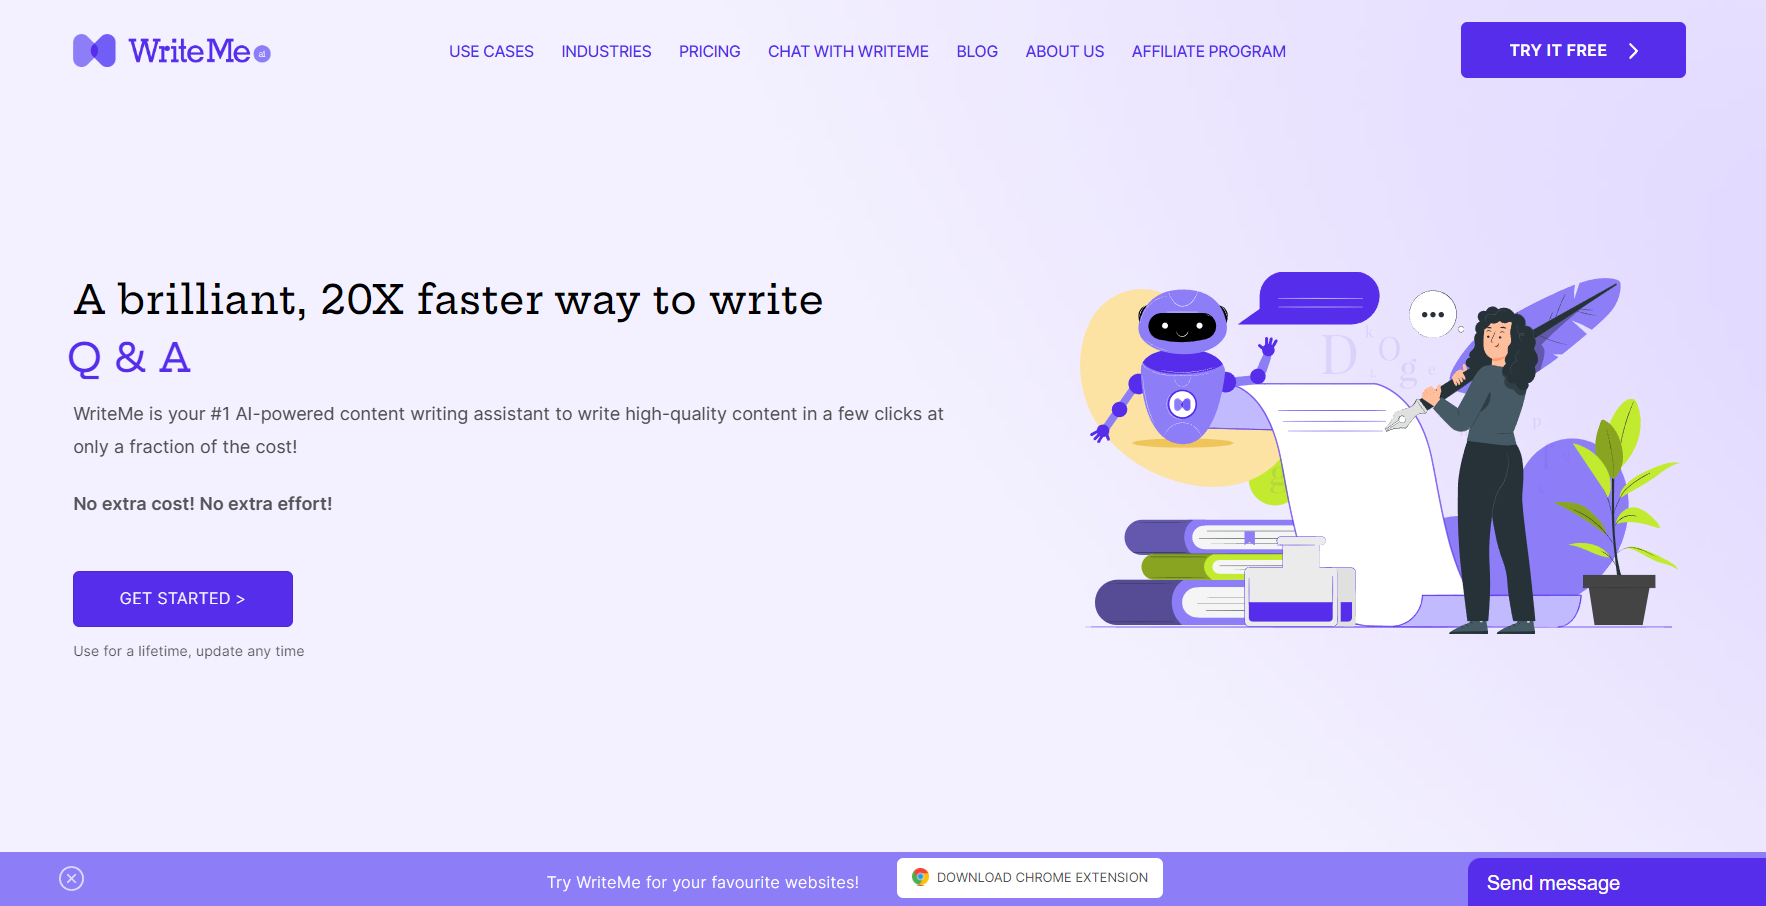 WriteMe ai
USE CASES
INDUSTRIES
PRICING
CHAT WITH WRITEME
BLOG
ABOUT US
AFFILIATE PROGRAM
TRY IT FREE
A brilliant, 20X faster way to write
Q & A
WriteMe is your #1 AI-powered content writing assistant to write high-quality content in a few clicks at
only a fraction of the cost!
No extra cost! No extra effort!
GET STARTED >
Use for a lifetime, update any time
D
k
O
g
e
p
g
Try WriteMe for your favourite websites!
DOWNLOAD CHROME EXTENSION
Send message